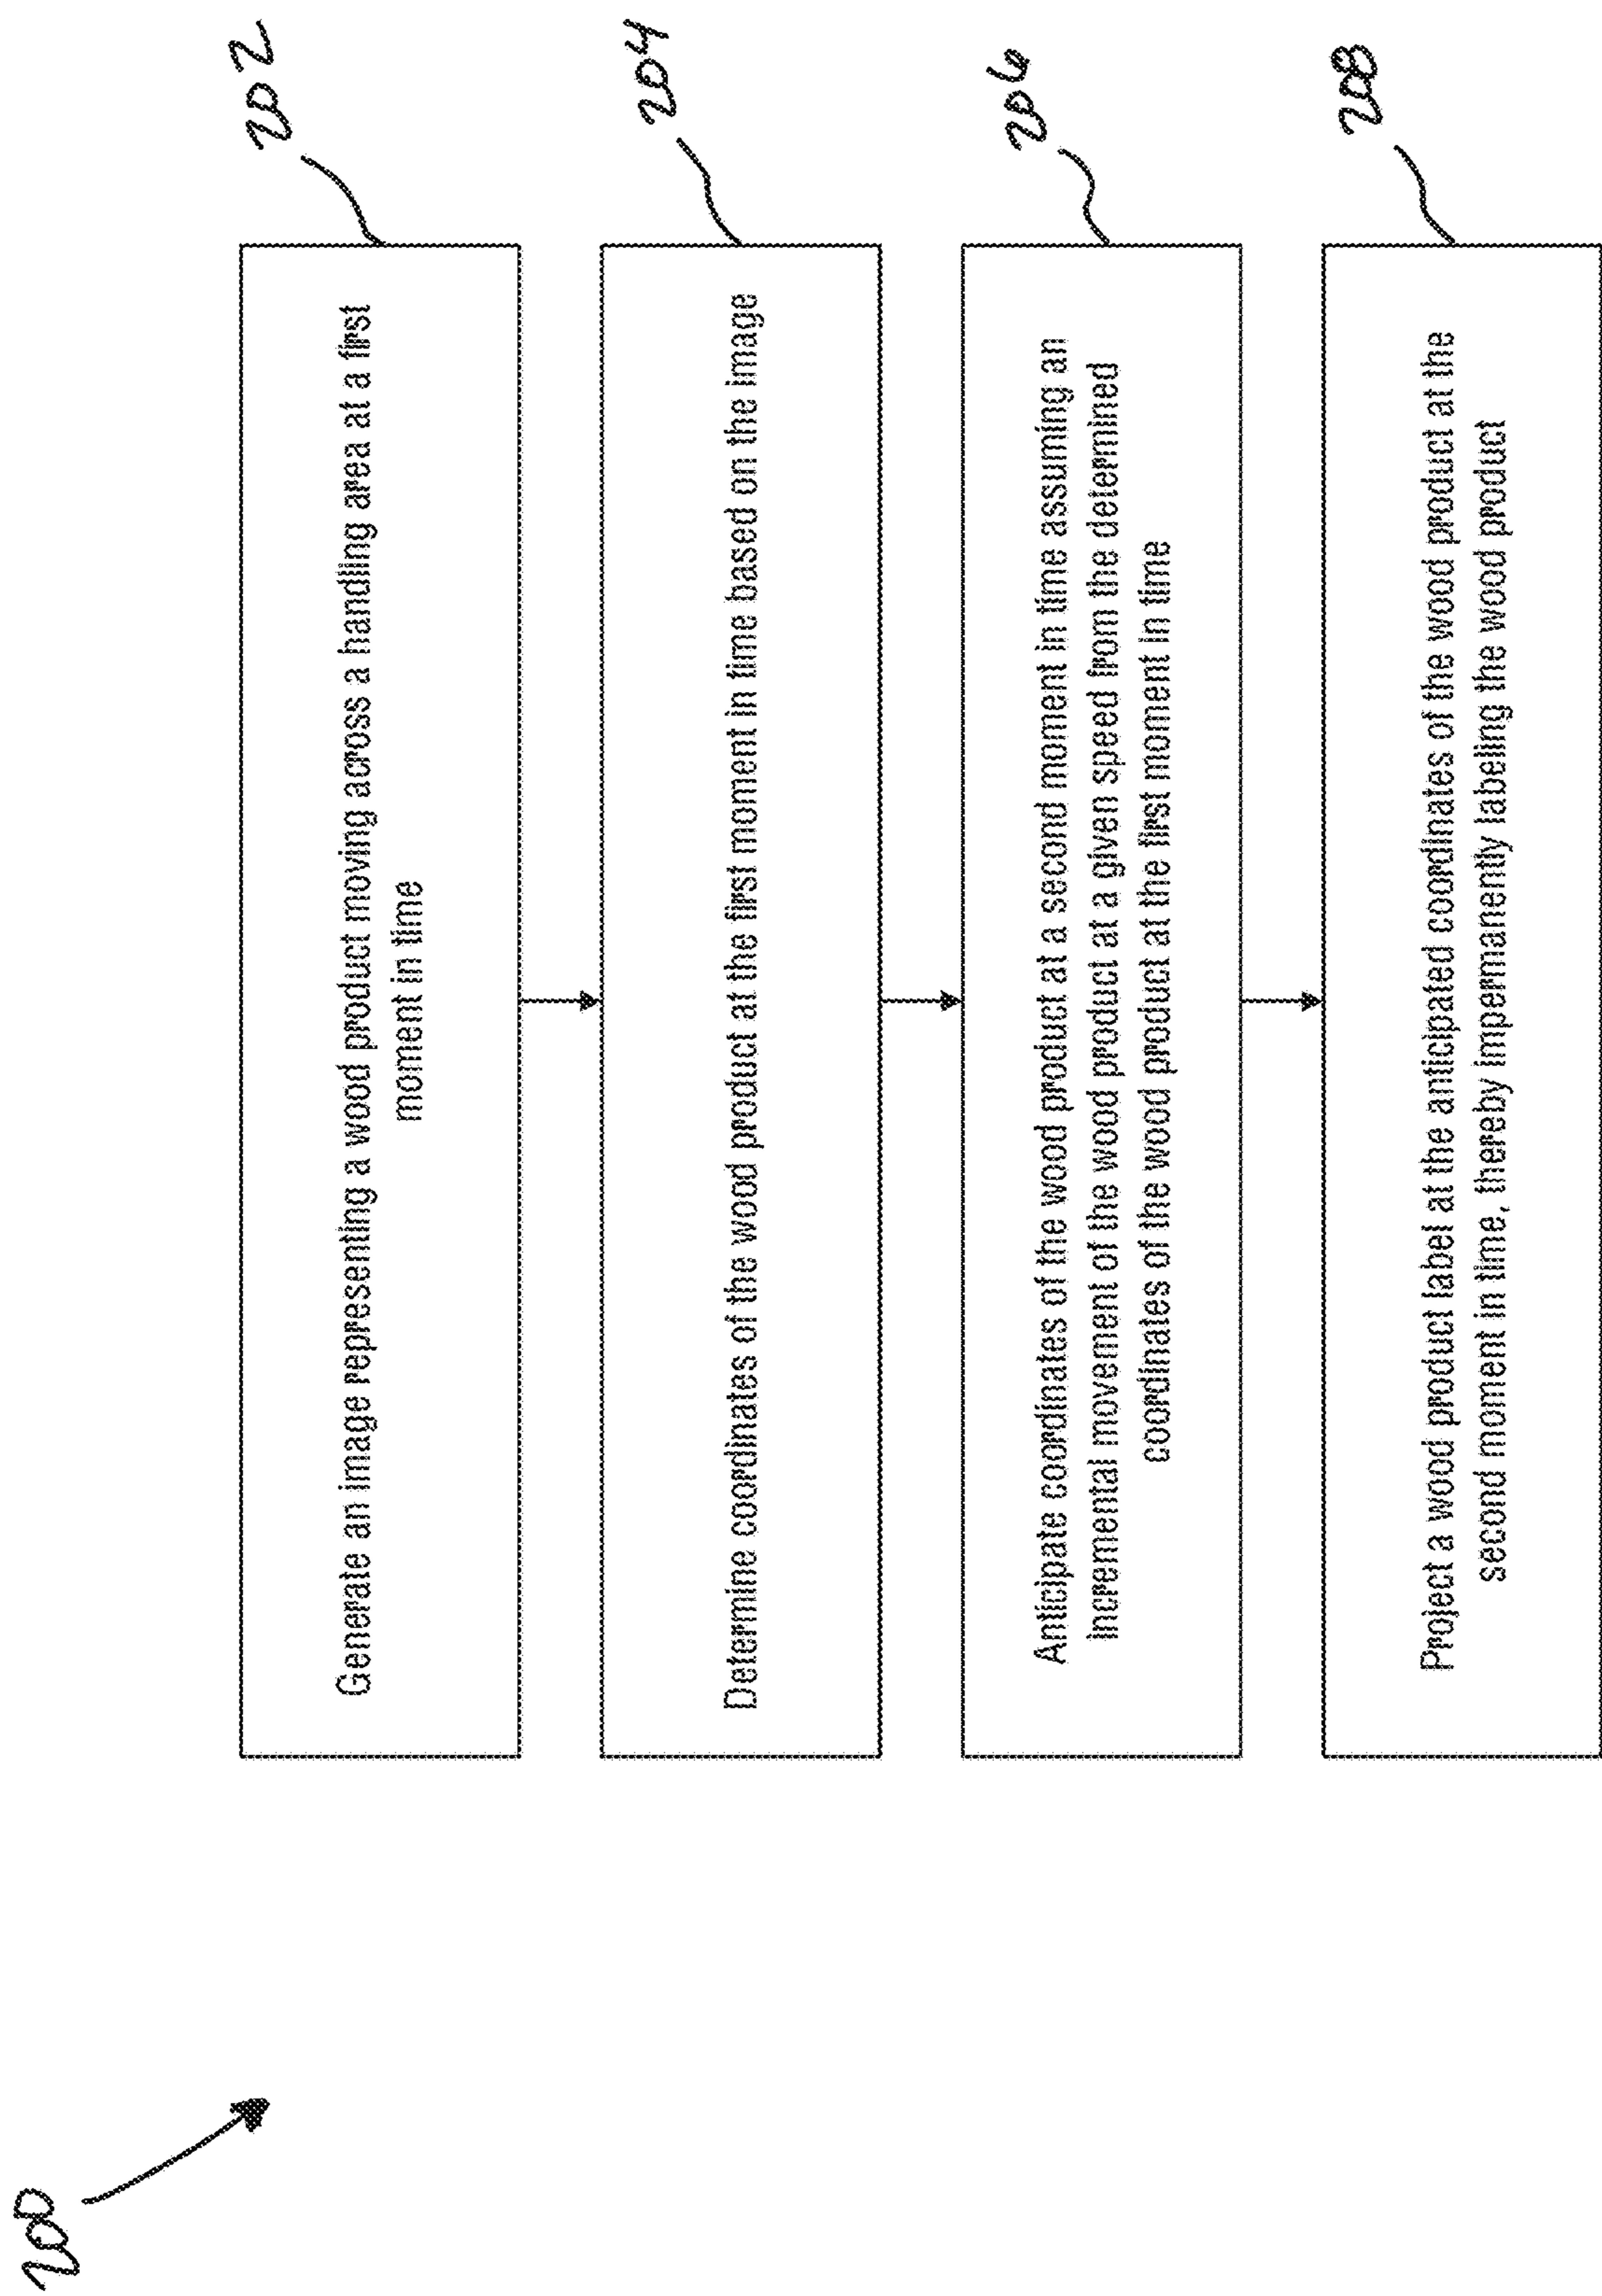 200
202
Generate an image representing a wood product moving across a handling area at a first
moment in time
204
Determine coordinates of the wood product at the first moment in time based on the image
206
Anticipate coordinates of the wood product at a second moment in time assuming an
incremental movement of the wood product at a given speed from the determined
coordinates of the wood product at the first moment in time
208
Project a wood product label at the anticipated coordinates of the wood product at the
second moment in time, thereby impermanently labeling the wood product